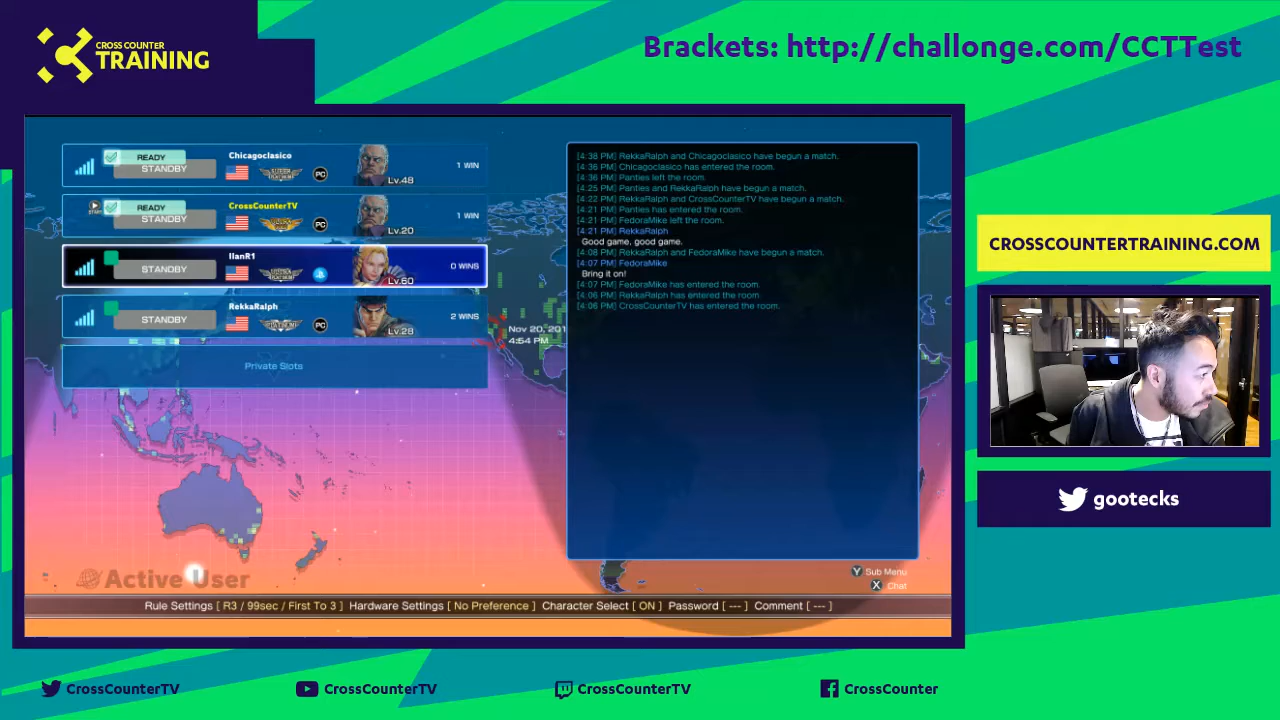 CROSS COUNTER
TRAINING
Brackets: http://challonge.com/CCTTest
READY
STANDBY
Chicagoclasico
PC
Lv.48
1 WIN
START
READY
STANDBY
CrossCounterTV
PC
Lv.20
1 WIN
STANDBY
IlanR1
Lv.60
0 WINS
STANDBY
RekkaRalph
PC
Lv.28
2 WINS
Private Slots
Nov 20, 201
4:54 PM
[4:38 PM] RekkaRalph and Chicagoclasico have begun a match.
[4:36 PM] Chicagoclasico has entered the room.
[4:36 PM] Panties left the room.
[4:25 PM] Panties and RekkaRalph have begun a match.
[4:22 PM] RekkaRalph and CrossCounterTV have begun a match.
[4:21 PM] Panties has entered the room.
[4:21 PM] FedoraMike left the room.
[4:21 PM] RekkaRalph
Good game, good game.
[4:08 PM] RekkaRalph and FedoraMike have begun a match.
[4:07 PM] FedoraMike
Bring it on!
[4:07 PM] FedoraMike has entered the room.
[4:06 PM] RekkaRalph has entered the room.
[4:06 PM] CrossCounterTV has entered the room.
Y Sub Menu
X Chat
Active User
Rule Settings [ R3 / 99sec / First To 3 ] Hardware Settings [ No Preference ] Character Select [ ON ] Password [ --- ] Comment [ --- ]
CROSSCOUNTERTRAINING.COM
gootecks
CrossCounterTV
CrossCounterTV
CrossCounterTV
CrossCounter